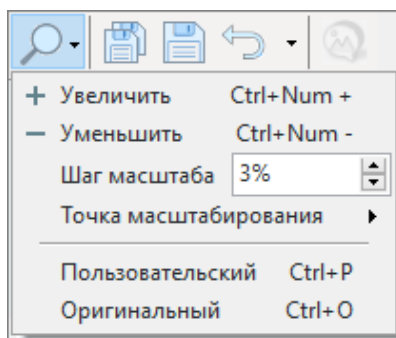 Увеличить Ctrl+Num +
Уменьшить Ctrl+Num -
Шаг масштаба 3%
Точка масштабирования
Пользовательский Ctrl+P
Оригинальный Ctrl+O